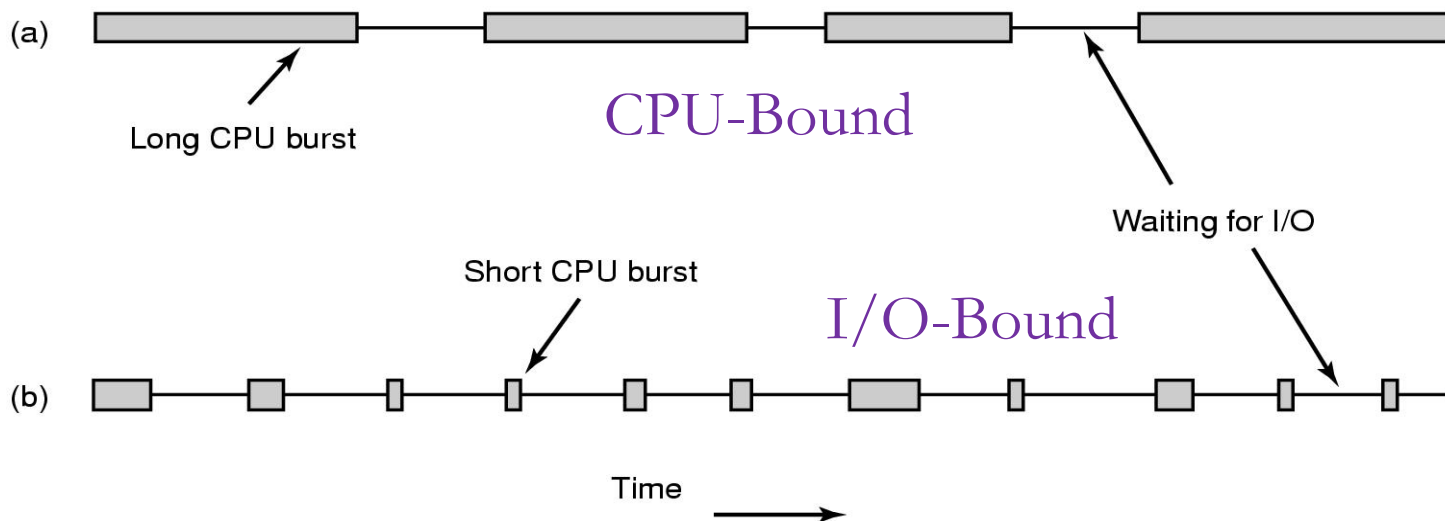 (a)
Long CPU burst
CPU-Bound
Waiting for I/O
Short CPU burst
I/O-Bound
(b)
Time